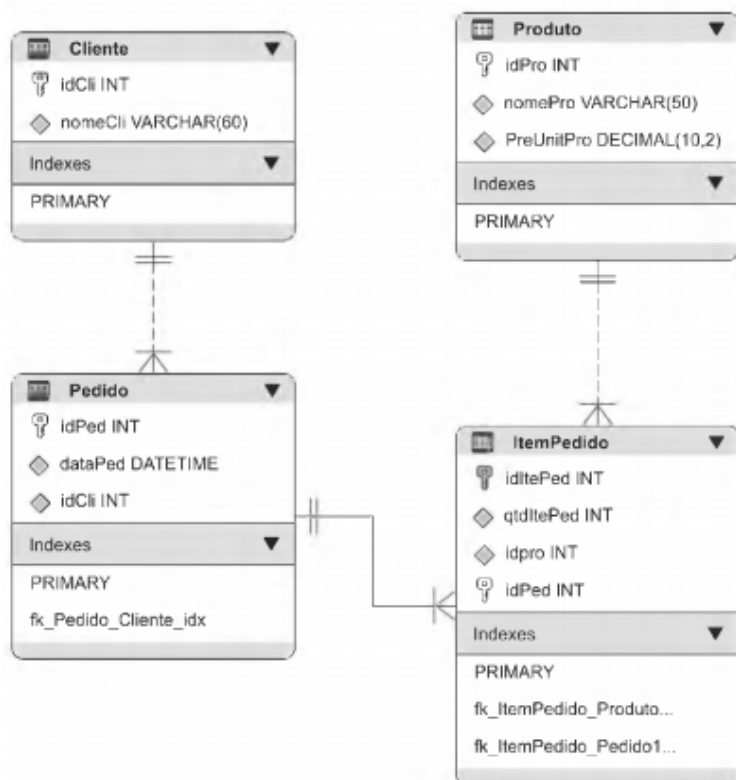 Cliente
idCli INT
nomeCli VARCHAR(60)
Indexes
PRIMARY
Produto
idPro INT
nomePro VARCHAR(50)
PreUnitPro DECIMAL(10,2)
Indexes
PRIMARY
Pedido
idPed INT
dataPed DATETIME
idCli INT
Indexes
PRIMARY
fk_Pedido_Cliente_idx
ItemPedido
idItePed INT
qtdItePed INT
idpro INT
idPed INT
Indexes
PRIMARY
fk_ItemPedido_Produto...
fk_ItemPedido_Pedido1...